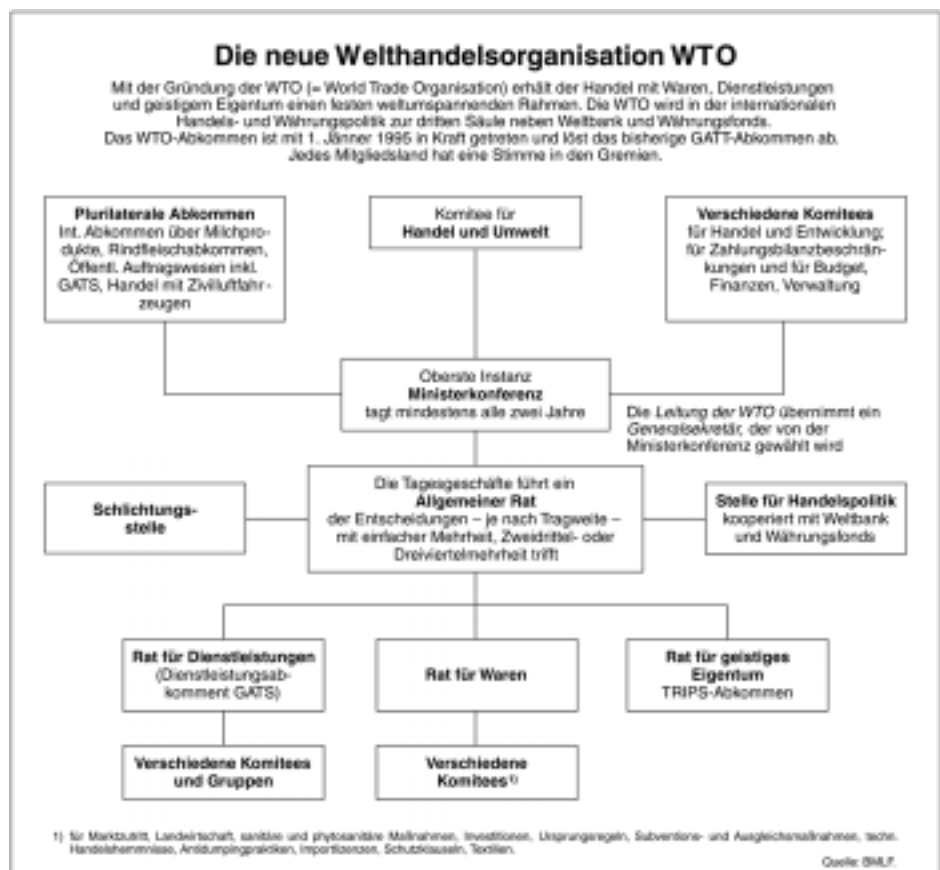 Die neue Welthandelsorganisation WTO
Mit der Gründung der WTO (= World Trade Organisation) erhält der Handel mit Waren, Dienstleistungen
und geistigem Eigentum einen festen weltumspannenden Rahmen. Die WTO wird in der internationalen
Handels- und Währungspolitik zur dritten Säule neben Weltbank und Währungsfonds.
Das WTO-Abkommen ist mit 1. Jänner 1995 in Kraft getreten und löst das bisherige GATT-Abkommen ab.
Jedes Mitgliedsland hat eine Stimme in den Gremien.
Plurilaterale Abkommen
Int. Abkommen über Milchpro-
dukte, Rindfleischabkommen,
Öffentl. Auftragswesen inkl.
GATS, Handel mit Zivilluftfahr-
zeugen
Komitee für
Handel und Umwelt
Verschiedene Komitees
für Handel und Entwicklung;
für Zahlungsbilanzbeschrän-
kungen und für Budget,
Finanzen, Verwaltung
Oberste Instanz
Ministerkonferenz
tagt mindestens alle zwei Jahre
Die Leitung der WTO übernimmt ein
Generalsekretär, der von der
Ministerkonferenz gewählt wird
Schlichtungs-
stelle
Die Tagesgeschäfte führt ein
Allgemeiner Rat
der Entscheidungen – je nach Tragweite –
mit einfacher Mehrheit, Zweidrittel- oder
Dreiviertelmehrheit trifft
Stelle für Handelspolitik
kooperiert mit Weltbank
und Währungsfonds
Rat für Dienstleistungen
(Dienstleistungsab-
komment GATS)
Rat für Waren
Rat für geistiges
Eigentum
TRIPS-Abkommen
Verschiedene Komitees
und Gruppen
Verschiedene
Komitees1)
1) für Marktzutritt, Landwirtschaft, sanitäre und phytosanitäre Maßnahmen, Investitionen, Ursprungsregeln, Subventions- und Ausgleichsmaßnahmen, techn.
Handelshemmnisse, Antidumpingpraktiken, Importlizenzen, Schutzklauseln, Textilien.
Quelle: BMLF.